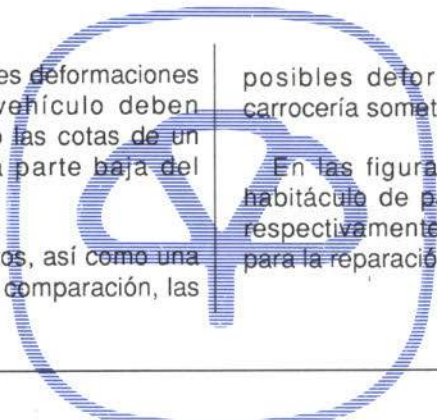 es deformaciones
vehículo deben
o las cotas de un
a parte baja del
os, así como una
comparación, las
posibles defor
carrocería somet
En las figura
habitáculo de p
respectivamente
para la reparació